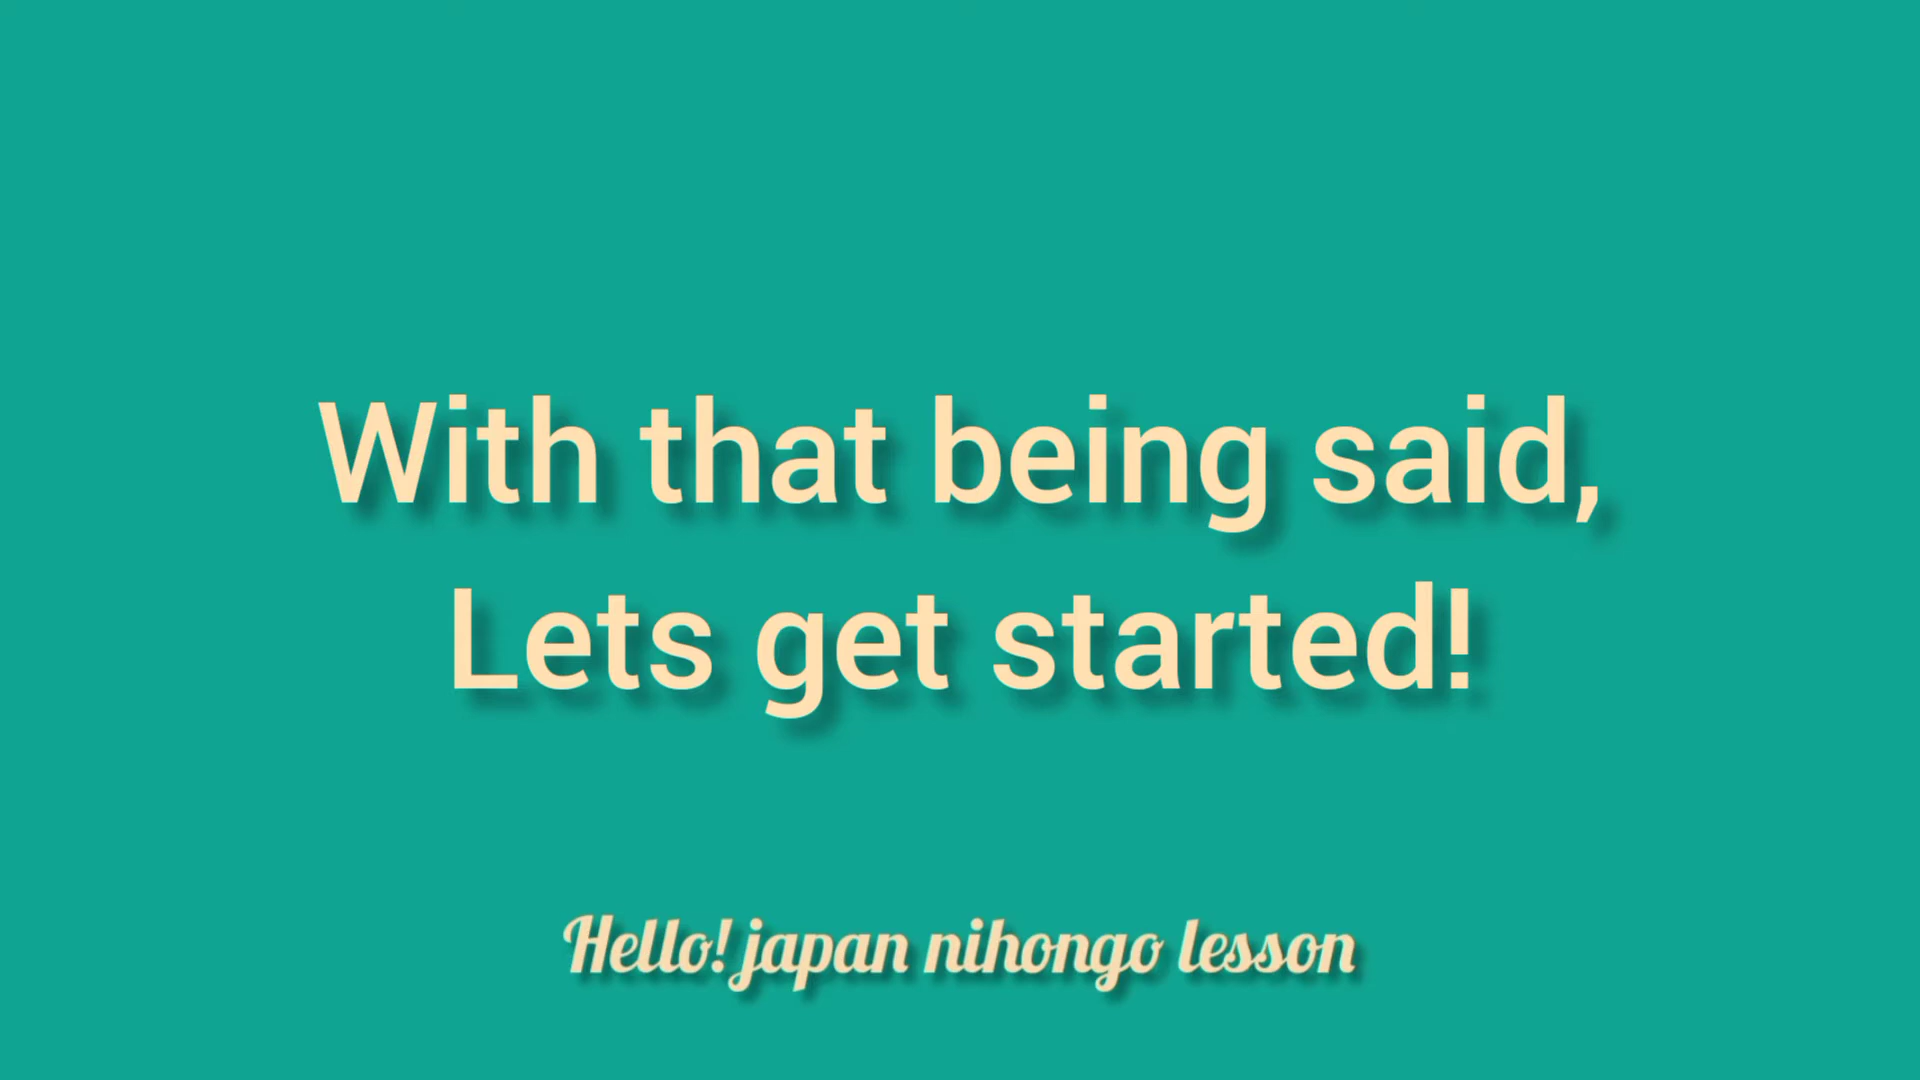 With that being said,
Lets get started!
Hello! japan nihongo lesson